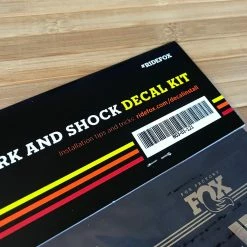 #RIDEFOX
RK AND SHOCK DECAL KIT
Installation tips and tricks: ridefox.com/decalinstall
FOX